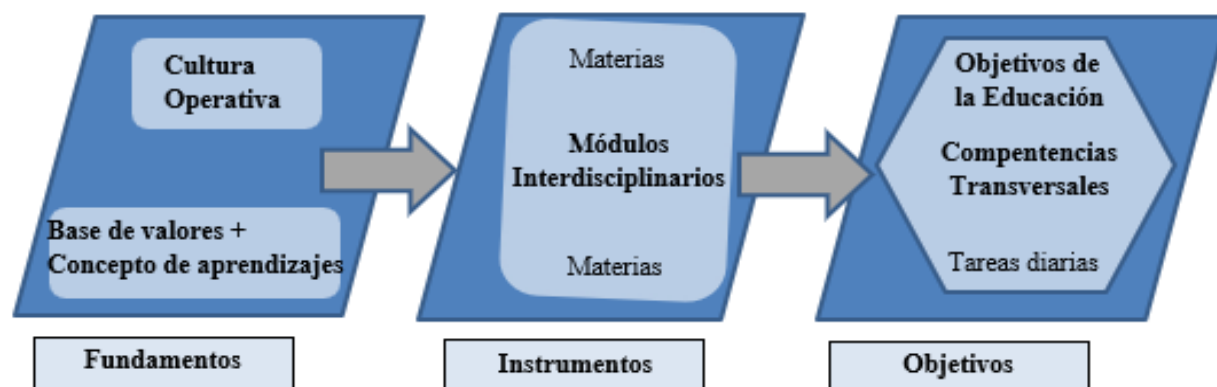 Cultura
Operativa
Base de valores +
Concepto de aprendizajes
Fundamentos
Materias
Módulos
Interdisciplinarios
Materias
Instrumentos
Objetivos de
la Educación
Compentencias
Transversales
Tareas diarias
Objetivos